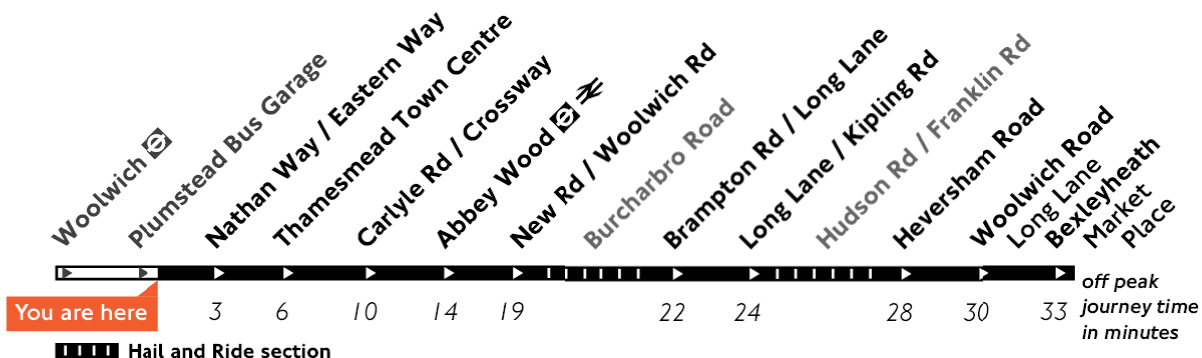 Woolwich
Plumstead Bus Garage
Nathan Way / Eastern Way
Thamesmead Town Centre
Carlyle Rd / Crossway
Abbey Wood
New Rd / Woolwich Rd
Burcharbro Road
Brampton Rd / Long Lane
Long Lane / Kipling Rd
Hudson Rd / Franklin Rd
Heversham Road
Woolwich Road
Long Lane
Bexleyheath
Market
Place
You are here
3 6 10 14 19 22 24 28 30 33
off peak
journey time
in minutes
Hail and Ride section